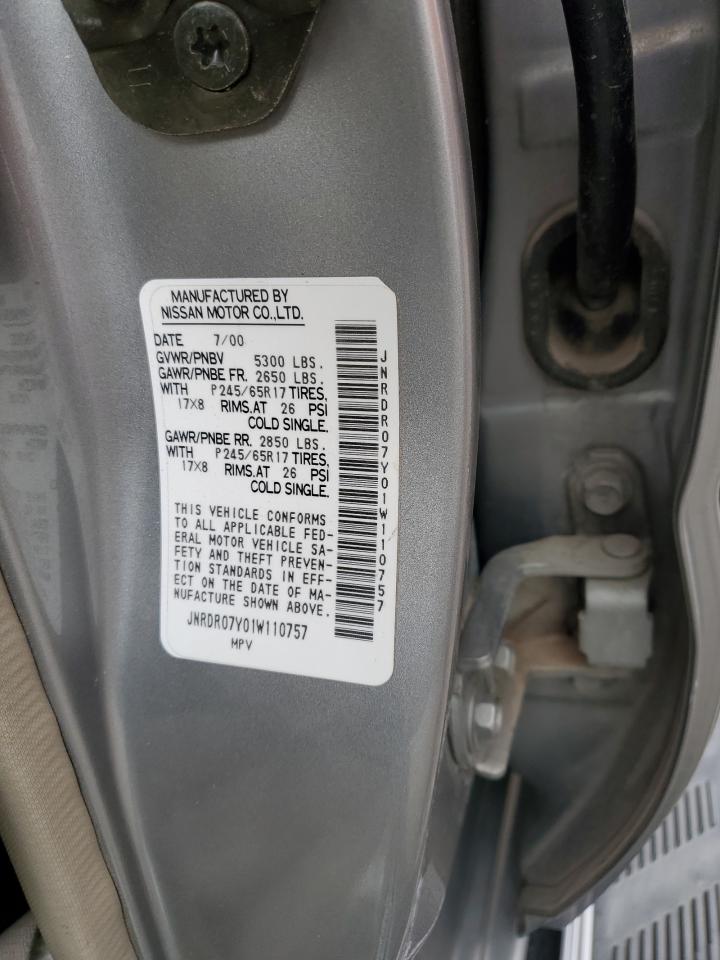 11
MANUFACTURED BY
NISSAN MOTOR CO.,LTD.
DATE 7/00
GVWR/PNBV 5300 LBS.
GAWR/PNBE FR. 2650 LBS.
WITH P245/65R17 TIRES,
17X8 RIMS.AT 26 PSI
COLD SINGLE.
GAWR/PNBE RR. 2850 LBS.
WITH P245/65R17 TIRES,
17X8 RIMS.AT 26 PSI
COLD SINGLE.
THIS VEHICLE CONFORMS
TO ALL APPLICABLE FED-
ERAL MOTOR VEHICLE SA-
FETY AND THEFT PREVEN-
TION STANDARDS IN EFF-
ECT ON THE DATE OF MA-
NUFACTURE SHOWN ABOVE.
JNRDR07Y01W110757
MPV
JNRDR07Y01W110757